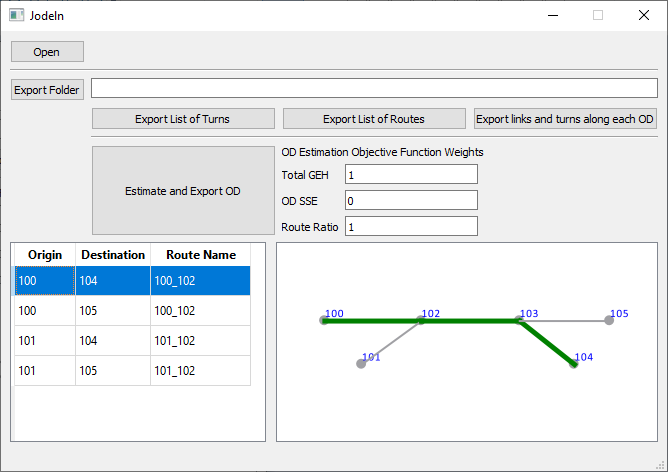 JodeIn
Open
Export Folder
Export List of Turns Export List of Routes Export links and turns along each OD
Estimate and Export OD
OD Estimation Objective Function Weights
Total GEH 1
OD SSE 0
Route Ratio 1
Origin Destination Route Name
100 104 100_102
100 105 100_102
101 104 101_102
101 105 101_102
100 102 103 105
101 104